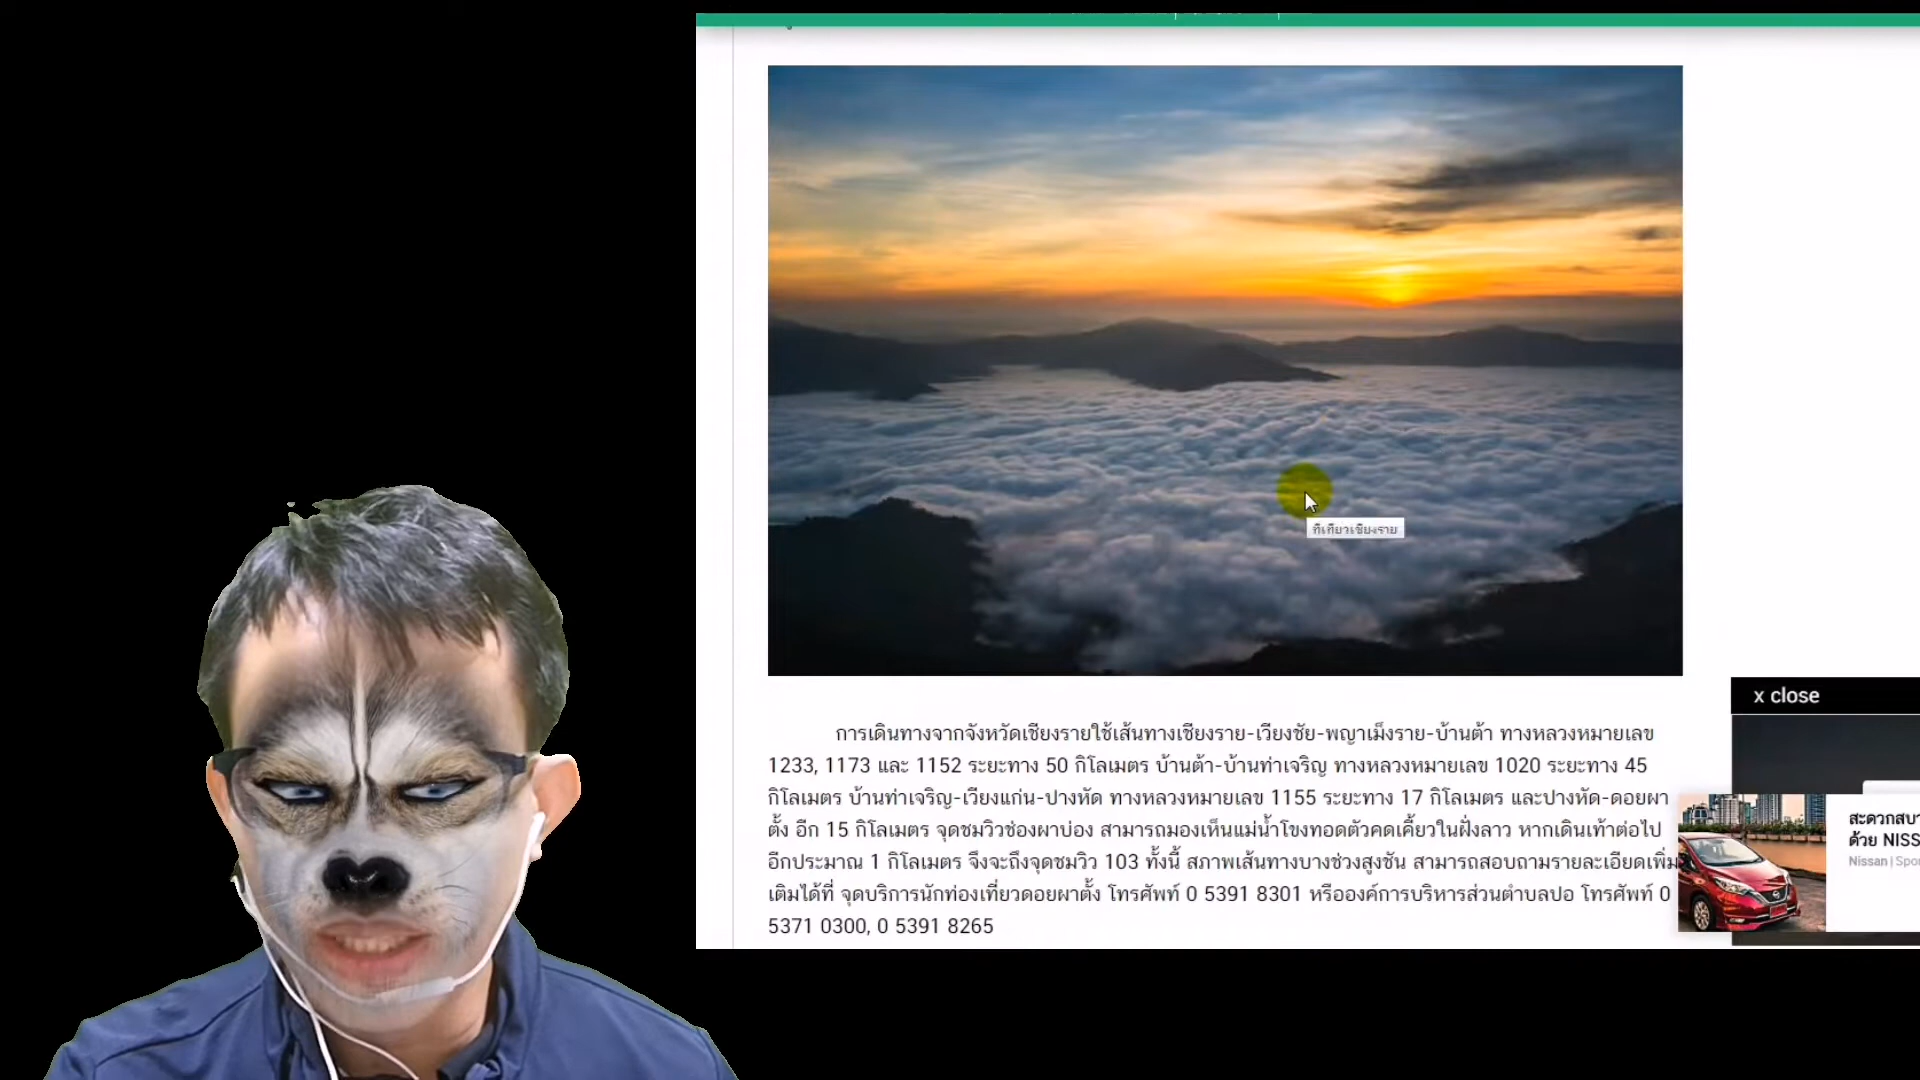 ที่เที่ยวเชียงราย
การเดินทางจากจังหวัดเชียงรายใช้เส้นทางเชียงราย-เวียงชัย-พญาเม็งราย-บ้านต้า ทางหลวงหมายเลข
1233, 1173 และ 1152 ระยะทาง 50 กิโลเมตร บ้านต้า-บ้านท่าเจริญ ทางหลวงหมายเลข 1020 ระยะทาง 45
กิโลเมตร บ้านท่าเจริญ-เวียงแก่น-ปางหัด ทางหลวงหมายเลข 1155 ระยะทาง 17 กิโลเมตร และปางหัด-ดอยผา
ตั้ง อีก 15 กิโลเมตร จุดชมวิวช่องผาบ่อง สามารถมองเห็นแม่น้ำโขงทอดตัวคดเคี้ยวในฝั่งลาว หากเดินเท้าต่อไป
อีกประมาณ 1 กิโลเมตร จึงจะถึงจุดชมวิว 103 ทั้งนี้ สภาพเส้นทางบางช่วงสูงชัน สามารถสอบถามรายละเอียดเพิ่ม
เติมได้ที่ จุดบริการนักท่องเที่ยวดอยผาตั้ง โทรศัพท์ 0 5391 8301 หรือองค์การบริหารส่วนตำบลปอ โทรศัพท์ 0
5371 0300, 0 5391 8265
x close
สะดวกสบา
ด้วย NISS
Nissan | Spo